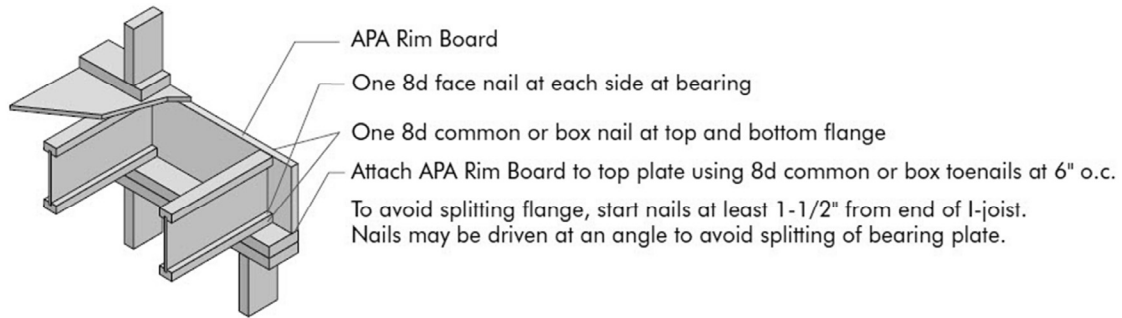 APA Rim Board
One 8d face nail at each side at bearing
One 8d common or box nail at top and bottom flange
Attach APA Rim Board to top plate using 8d common or box toenails at 6" o.c.
To avoid splitting flange, start nails at least 1-1/2" from end of I-joist.
Nails may be driven at an angle to avoid splitting of bearing plate.